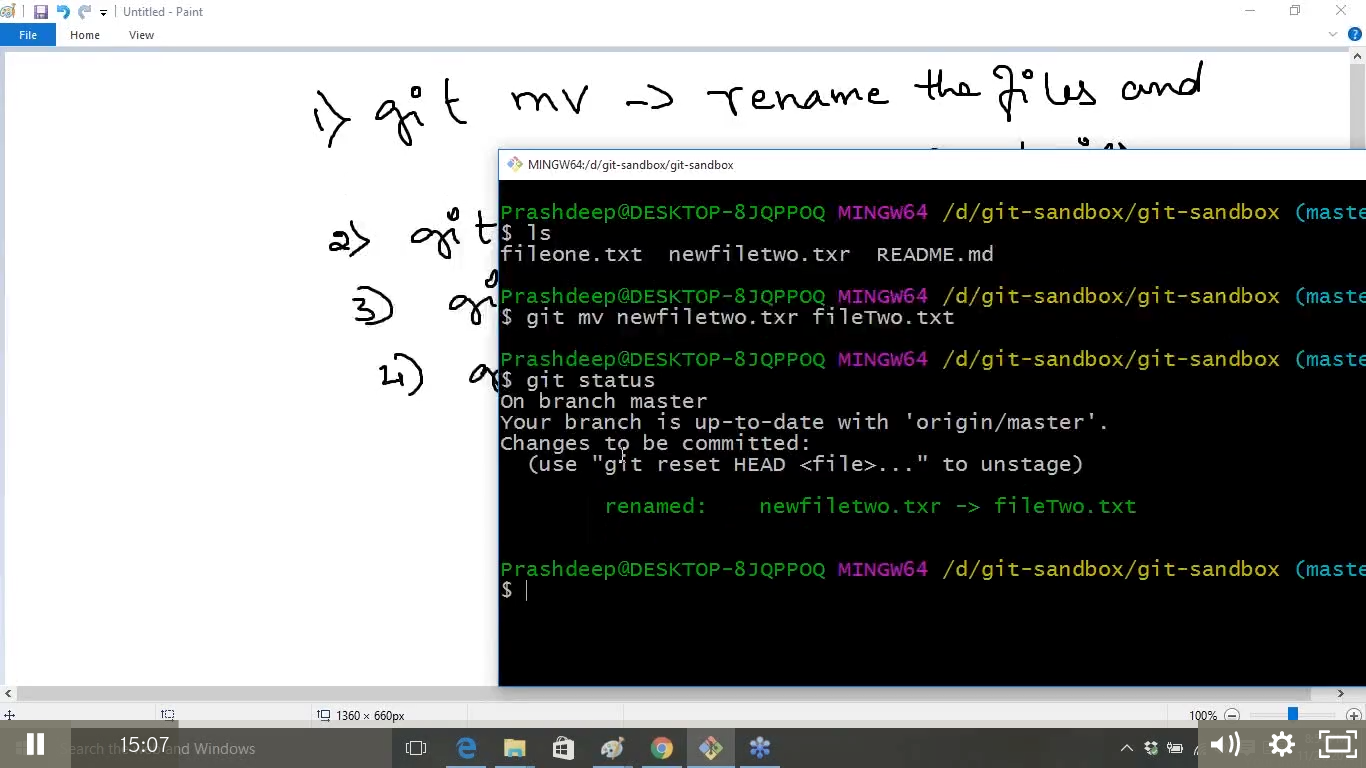 Untitled - Paint
File Home View
1) git mv -> rename the files and
2) git
3)
4)
MINGW64:/d/git-sandbox/git-sandbox
Prashdeep@DESKTOP-8JQPPOQ MINGW64 /d/git-sandbox/git-sandbox (maste
$ ls
fileone.txt newfiletwo.txr README.md
Prashdeep@DESKTOP-8JQPPOQ MINGW64 /d/git-sandbox/git-sandbox (maste
$ git mv newfiletwo.txr fileTwo.txt
Prashdeep@DESKTOP-8JQPPOQ MINGW64 /d/git-sandbox/git-sandbox (maste
$ git status
On branch master
Your branch is up-to-date with 'origin/master'.
Changes to be committed:
(use "git reset HEAD <file>..." to unstage)
renamed: newfiletwo.txr -> fileTwo.txt
Prashdeep@DESKTOP-8JQPPOQ MINGW64 /d/git-sandbox/git-sandbox (maste
$
1360 × 660px 100%
15:07 and Windows